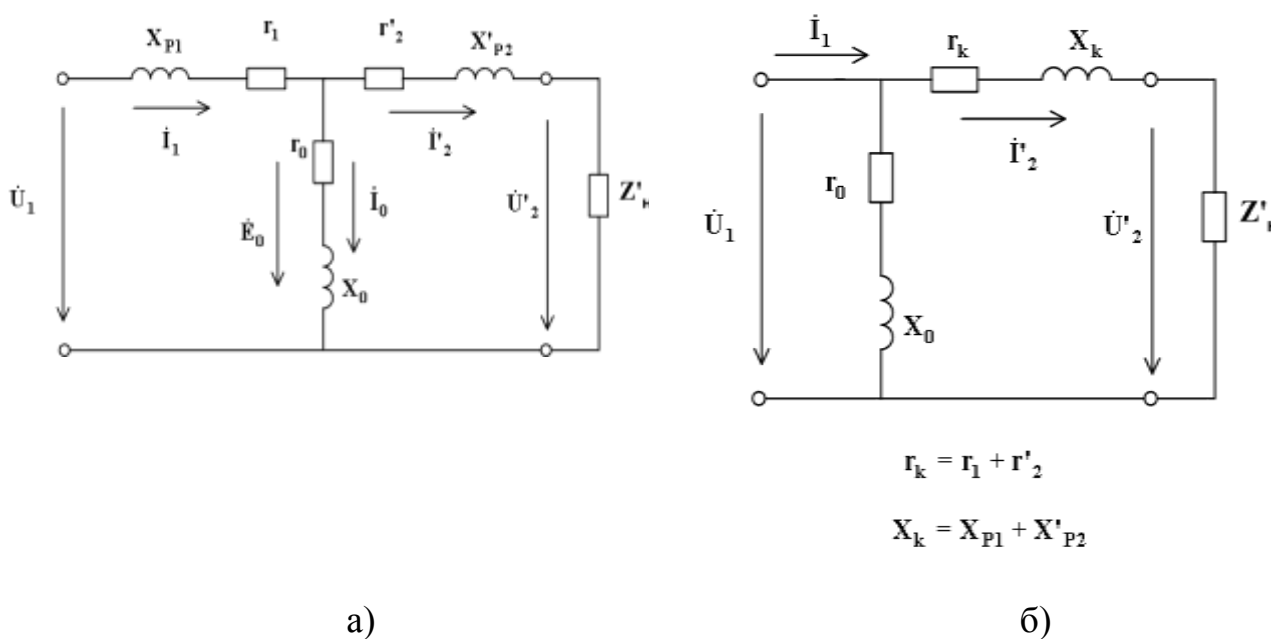 X_P1 r_1 r'_2 X'_P2
İ_1 İ'_2
r_0
U̇_1 Ė_0 İ_0 U̇'_2
X_0
İ_1
r_k X_k
İ'_2
r_0
U̇_1 U̇'_2
X_0
r_k = r_1 + r'_2
X_k = X_P1 + X'_P2
а) б)